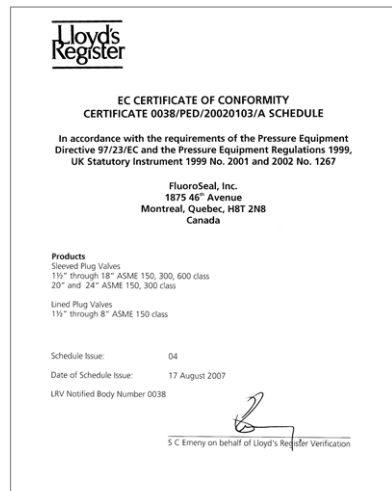 Lloyd's
Register
EC CERTIFICATE OF CONFORMITY
CERTIFICATE 0038/PED/20020103/A SCHEDULE
In accordance with the requirements of the Pressure Equipment
Directive 97/23/EC and the Pressure Equipment Regulations 1999,
UK Statutory Instrument 1999 No. 2001 and 2002 No. 1267
FluoroSeal, Inc.
1875 46th Avenue
Montreal, Quebec, H8T 2N8
Canada
Products
Sleeved Plug Valves
1½" through 18" ASME 150, 300, 600 class
20" and 24" ASME 150, 300 class
Lined Plug Valves
1½" through 8" ASME 150 class
Schedule Issue: 04
Date of Schedule Issue: 17 August 2007
LRV Notified Body Number 0038
S C Emeny on behalf of Lloyd's Register Verification